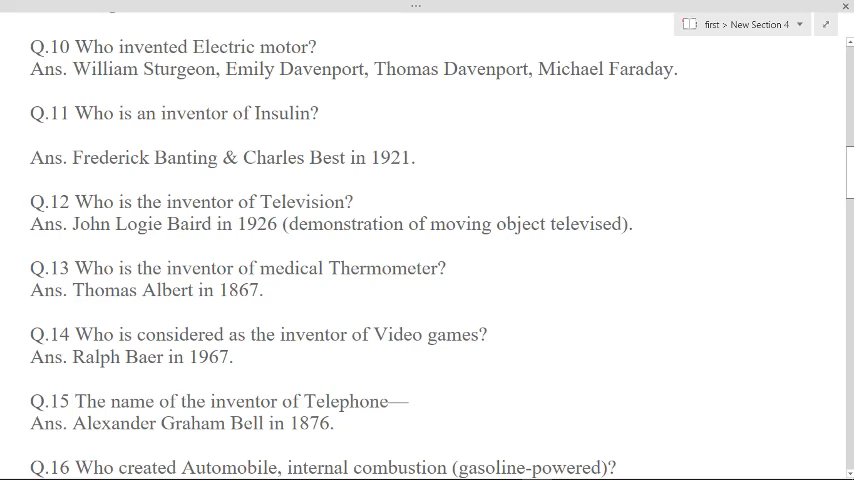 first > New Section 4
Q.10 Who invented Electric motor?
Ans. William Sturgeon, Emily Davenport, Thomas Davenport, Michael Faraday.
Q.11 Who is an inventor of Insulin?
Ans. Frederick Banting & Charles Best in 1921.
Q.12 Who is the inventor of Television?
Ans. John Logie Baird in 1926 (demonstration of moving object televised).
Q.13 Who is the inventor of medical Thermometer?
Ans. Thomas Albert in 1867.
Q.14 Who is considered as the inventor of Video games?
Ans. Ralph Baer in 1967.
Q.15 The name of the inventor of Telephone—
Ans. Alexander Graham Bell in 1876.
Q.16 Who created Automobile, internal combustion (gasoline-powered)?